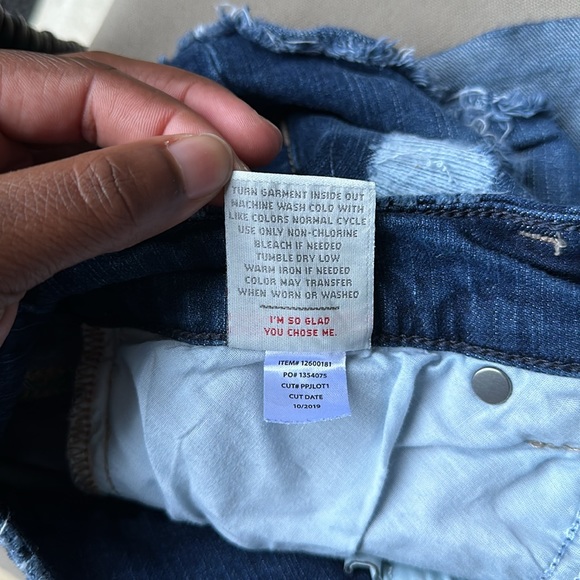 TURN GARMENT INSIDE OUT
MACHINE WASH COLD WITH
LIKE COLORS NORMAL CYCLE
USE ONLY NON-CHLORINE
BLEACH IF NEEDED
TUMBLE DRY LOW
WARM IRON IF NEEDED
COLOR MAY TRANSFER
WHEN WORN OR WASHED
I'M SO GLAD
YOU CHOSE ME.
ITEM# 12600181
PO# 1354075
CUT# PPJLOT1
CUT DATE
10/2019